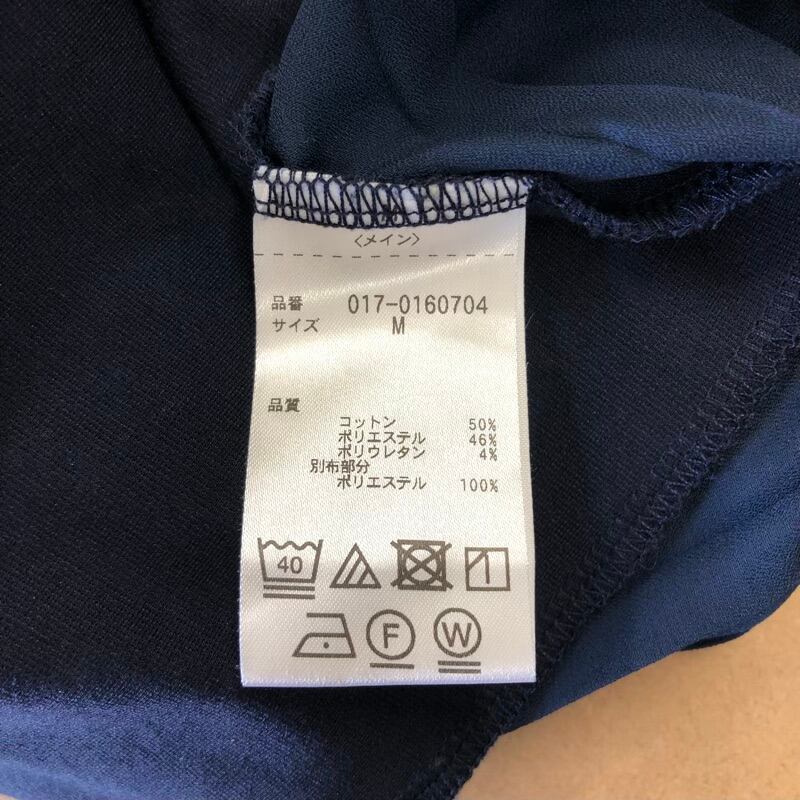 〈メイン〉
品番 017-0160704
サイズ M
品質
コットン 50%
ポリエステル 46%
ポリウレタン 4%
別布部分
ポリエステル 100%
40
F W